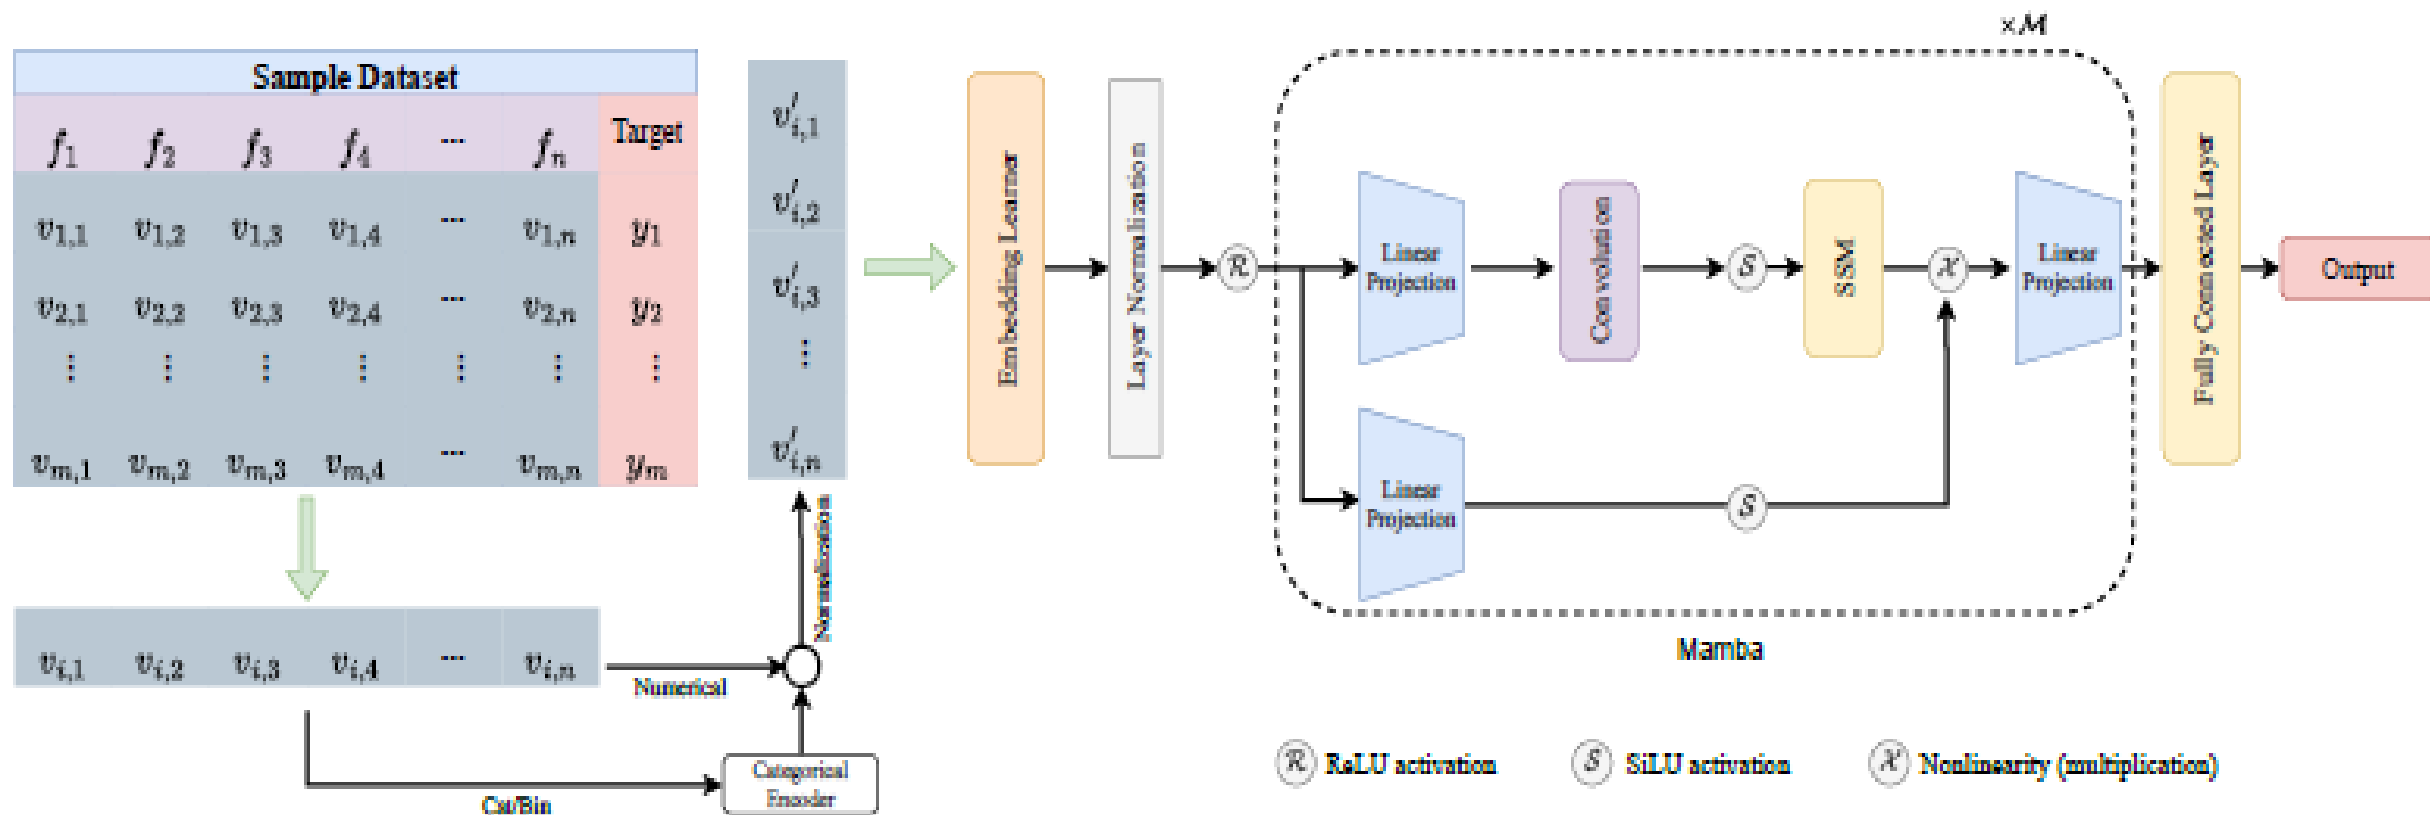 ×M
Sample Dataset
f₁ f₂ f₃ f₄ ... fₙ Target
v₁,₁ v₁,₂ v₁,₃ v₁,₄ ... v₁,ₙ y₁
v₂,₁ v₂,₂ v₂,₃ v₂,₄ ... v₂,ₙ y₂
⋮ ⋮ ⋮ ⋮ ⋮ ⋮ ⋮
vₘ,₁ vₘ,₂ vₘ,₃ vₘ,₄ ... vₘ,ₙ yₘ
vᵢ,₁ vᵢ,₂ vᵢ,₃ vᵢ,₄ ... vᵢ,ₙ
Numerical
Cat/Bin
Categorical
Encoder
Normalization
v′ᵢ,₁
v′ᵢ,₂
v′ᵢ,₃
⋮
v′ᵢ,ₙ
Embedding Learner
Layer Normalization
R
Linear
Projection
Convolution
S
SSM
X
Linear
Projection
Linear
Projection
S
Mamba
Fully Connected Layer
Output
R ReLU activation
S SiLU activation
X Nonlinearity (multiplication)